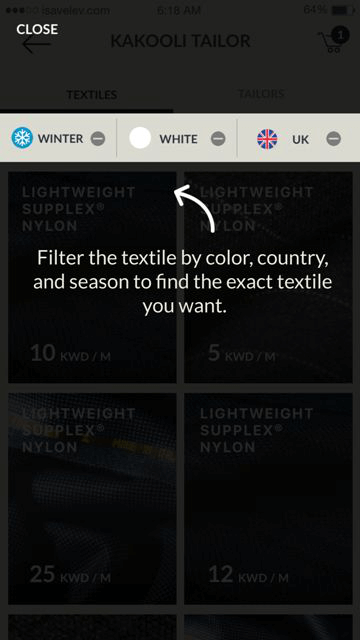 isavelev.com 5:18 AM 64%
CLOSE
KAKOOLI TAILOR 1
TEXTILES TAILORS
WINTER WHITE UK
LIGHTWEIGHT
SUPPLEX®
NYLON
10 KWD / M
LIGHTWEIGHT
SUPPLEX®
NYLON
5 KWD / M
Filter the textile by color, country,
and season to find the exact textile
you want.
LIGHTWEIGHT
SUPPLEX®
NYLON
25 KWD / M
LIGHTWEIGHT
SUPPLEX®
NYLON
12 KWD / M